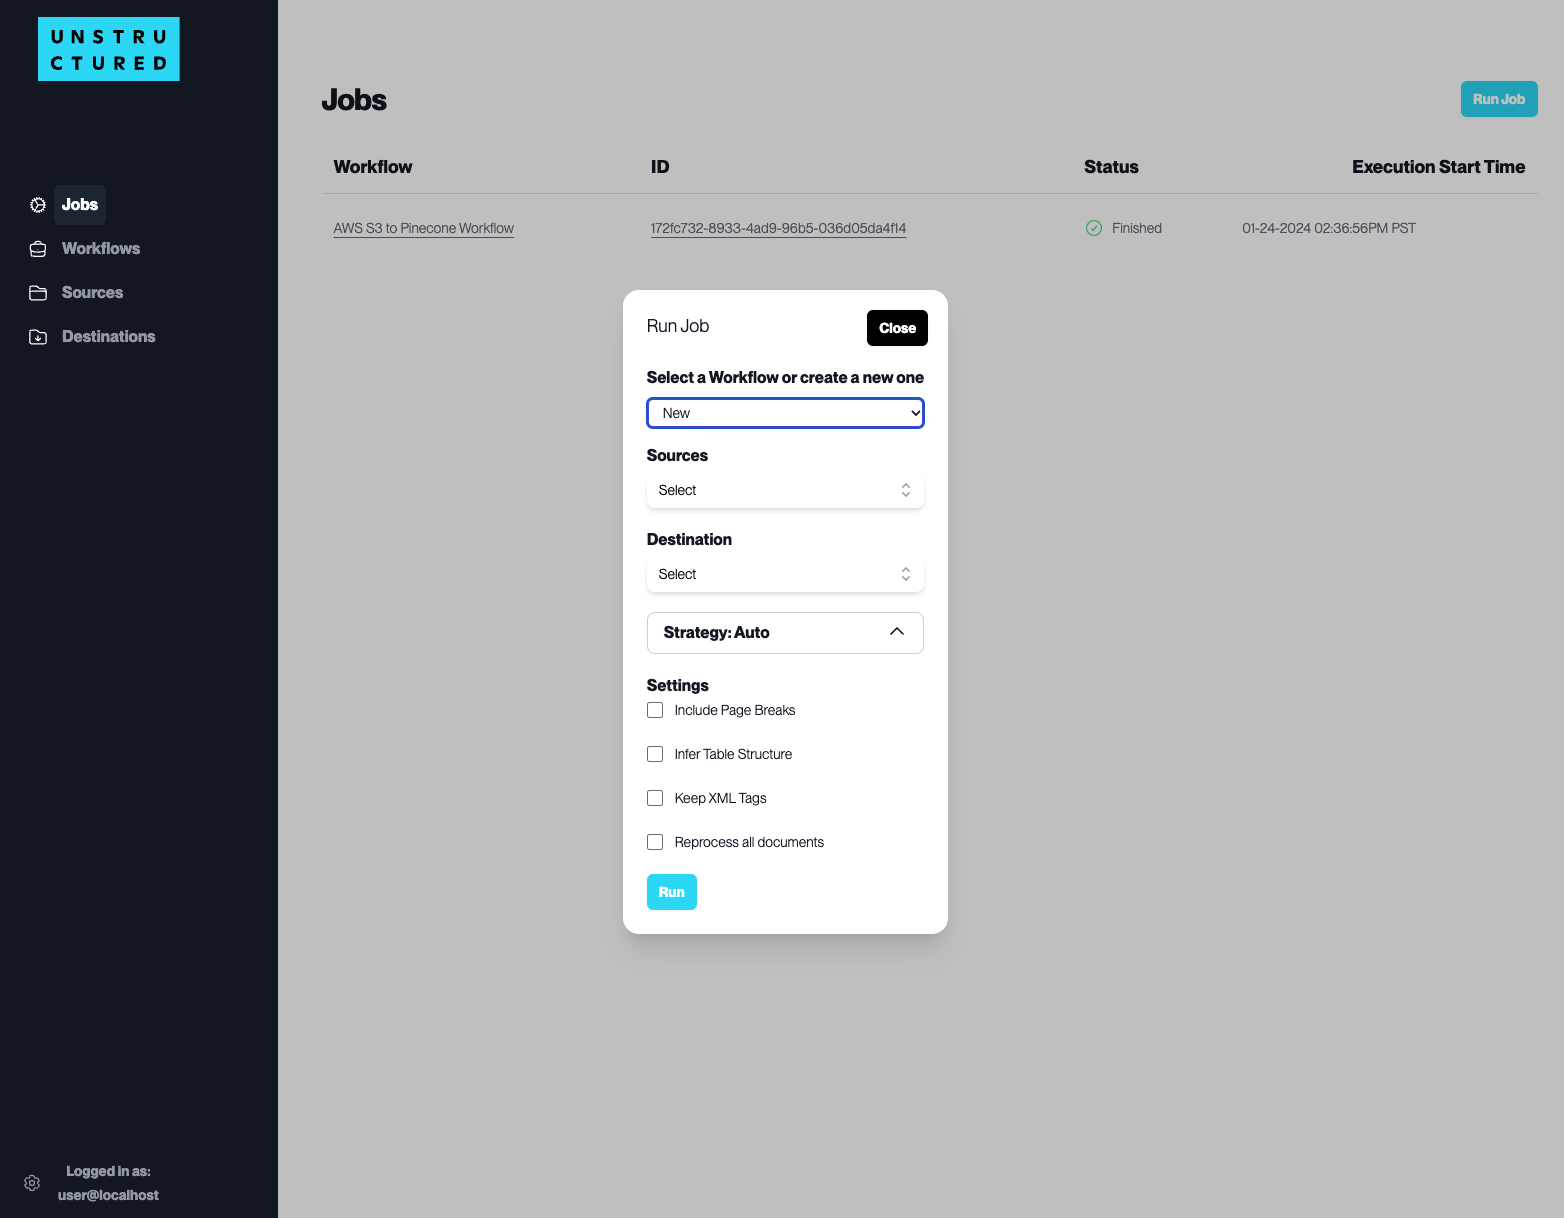 UNSTRU
CTURED
Jobs
Workflows
Sources
Destinations
Logged in as:
user@localhost
Jobs
Run Job
Workflow ID Status Execution Start Time
AWS S3 to Pinecone Workflow 172fc732-8933-4ad9-96b5-036d05da4f14 Finished 01-24-2024 02:36:56PM PST
Run Job
Close
Select a Workflow or create a new one
New
Sources
Select
Destination
Select
Strategy: Auto
Settings
Include Page Breaks
Infer Table Structure
Keep XML Tags
Reprocess all documents
Run